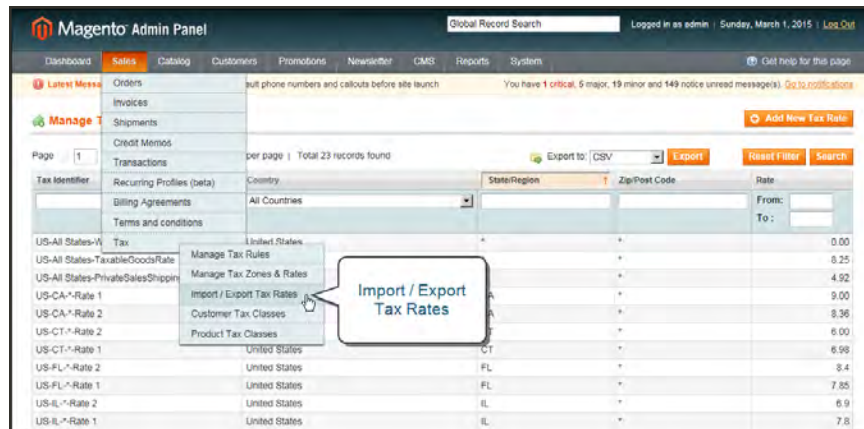 Magento Admin Panel
Global Record Search
Logged in as admin | Sunday, March 1, 2015 | Log Out
Dashboard Sales Catalog Customers Promotions Newsletter CMS Reports System Get help for this page
Latest Messa
ault phone numbers and callouts before site launch
You have 1 critical, 5 major, 19 minor and 149 notice unread message(s). Go to notifications
Orders
Invoices
Shipments
Credit Memos
Transactions
Recurring Profiles (beta)
Billing Agreements
Terms and conditions
Tax
Manage T
Add New Tax Rate
Page 1
per page | Total 23 records found
Export to: CSV Export
Reset Filter Search
Tax Identifier Country State/Region Zip/Post Code Rate
All Countries
From:
To :
Manage Tax Rules
Manage Tax Zones & Rates
Import / Export Tax Rates
Customer Tax Classes
Product Tax Classes
Import / Export
Tax Rates
US-All States-W United States * * 0.00
US-All States-TaxableGoodsRate * 8.25
US-All States-PrivateSalesShippin * 4.92
US-CA-*-Rate 1 A * 9.00
US-CA-*-Rate 2 A * 8.36
US-CT-*-Rate 2 T * 6.00
US-CT-*-Rate 1 United States CT * 6.98
US-FL-*-Rate 2 United States FL * 8.4
US-FL-*-Rate 1 United States FL * 7.85
US-IL-*-Rate 2 United States IL * 6.9
US-IL-*-Rate 1 United States IL * 7.8